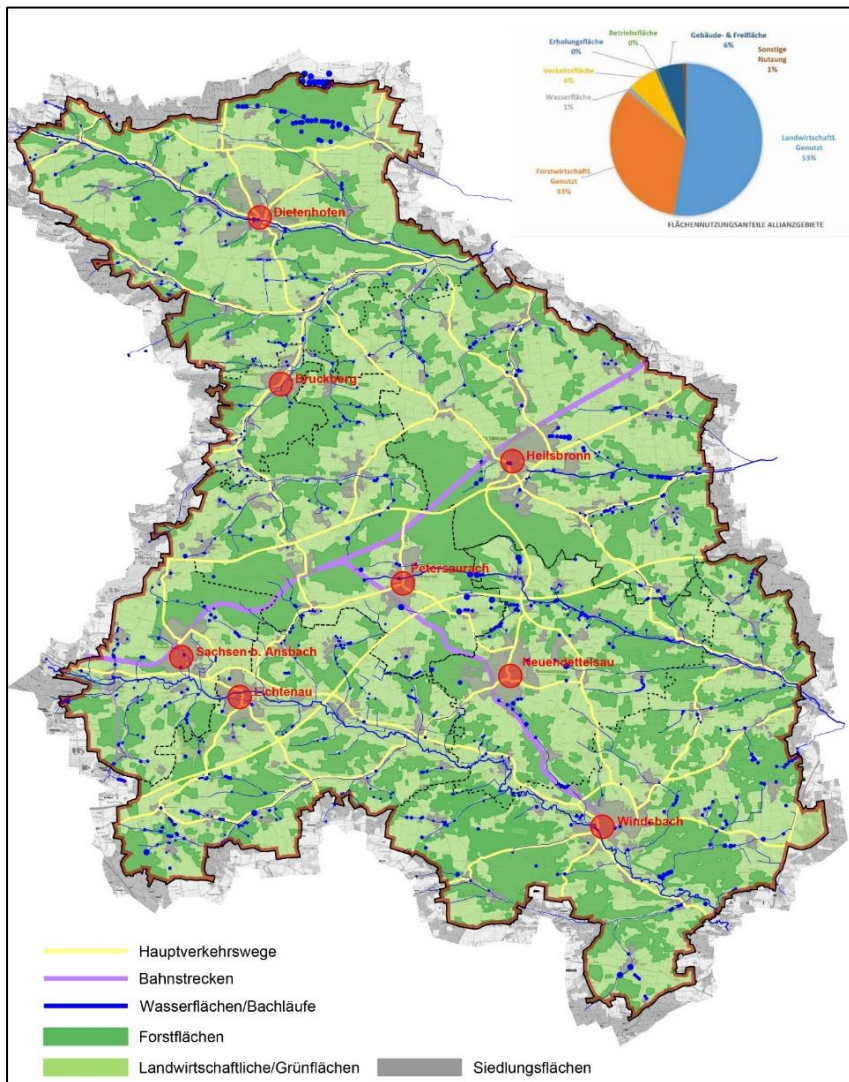 Erholungsfläche
0%
Betriebsfläche
0%
Gebäude- & Freifläche
6%
Sonstige
Nutzung
1%
Verkehrsfläche
6%
Wasserfläche
1%
Landwirtschaftl.
Genutzt
53%
Forstwirtschaftl.
Genutzt
33%
FLÄCHENNUTZUNGSANTEILE ALLIANZGEBIETE
Dietenhofen
Bruckberg
Heilsbronn
Petersaurach
Sachsen b. Ansbach
Neuendettelsau
Lichtenau
Windsbach
Hauptverkehrswege
Bahnstrecken
Wasserflächen/Bachläufe
Forstflächen
Landwirtschaftliche/Grünflächen
Siedlungsflächen